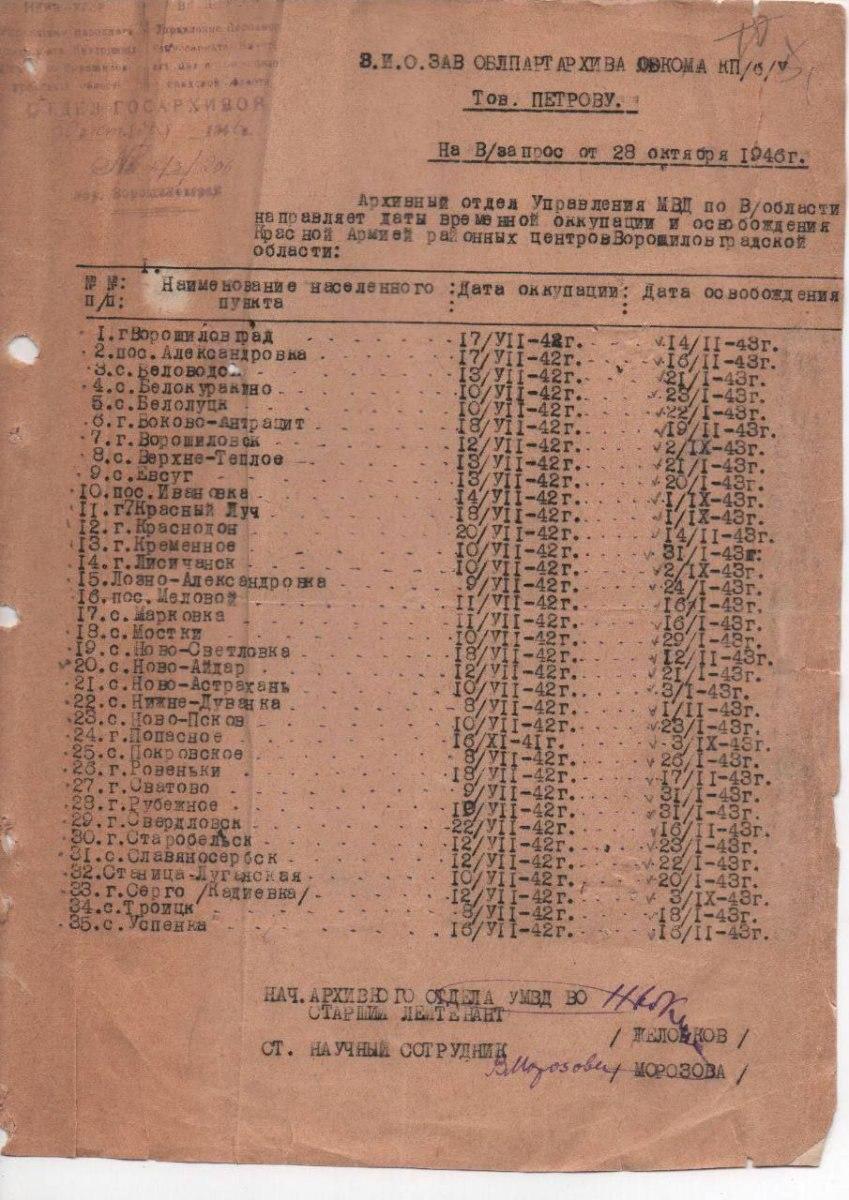 ОТДЕЛ ГОСАРХИВОВ
гор. Ворошиловград
З.И.О.ЗАВ ОБЛПАРТАРХИВА ОБКОМА КП/б/У
Тов. ПЕТРОВУ.
На В/запрос от 28 октября 1946г.
Архивный отдел Управления МВД по В/области
направляет даты временной оккупации и освобождения
Красной Армией районных центровВорошиловградской
области:
№ №: Наименование населенного :Дата оккупации: Дата освобождения
п/п: пункта : :
1.гВорошиловград 17/VII-42г. 14/II-43г.
2.пос.Александровка 17/VII-42г. 16/II-43г.
3.с.Беловодск 13/VII-42г. 21/I-43г.
4.с.Белокуракино 10/VII-42г. 23/I-43г.
5.с.Белолуцк 10/VII-42г. 22/I-43г.
6.г.Боково-Антрацит 18/VII-42г. 19/II-43г.
7.г.Ворошиловск 12/VII-42г. 2/IX-43г.
8.с.Верхне-Теплое 13/VII-42г. 21/I-43г.
9.с.Евсуг 13/VII-42г. 20/I-43г.
10.пос.Ивановка 14/VII-42г. 1/IX-43г.
11.г7Красный Луч 18/VII-42г. 1/IX-43г.
12.г.Краснодон 20/VII-42г. 14/II-43г.
13.г.Кременное 10/VII-42г. 31/I-43г.
14.г.Лисичанск 10/VII-42г. 2/IX-43г.
15.Лозно-Александровка 9/VII-42г. 24/I-43г.
16.пос.Меловой 11/VII-42г. 16/I-43г.
17.с.Марковка 11/VII-42г. 16/I-43г.
18.с.Мостки 10/VII-42г. 29/I-43г.
19.с.Ново-Светловка 18/VII-42г. 12/II-43г.
20.с.Ново-Айдар 12/VII-42г. 21/I-43г.
21.с.Ново-Астрахань 10/VII-42г. 3/I-43г.
22.с.Нижне-Дуванка 8/VII-42г. 1/II-43г.
23.с.Ново-Псков 10/VII-42г. 23/I-43г.
24.г.Попасное 16/XI-41г. 3/IX-43г.
25.с.Покровское 8/VII-42г. 26/I-43г.
26.г.Ровеньки 18/VII-42г. 17/II-43г.
27.г.Сватово 9/VII-42г. 31/I-43г.
28.г.Рубежное /VII-42г. 31/I-43г.
29.г.Свердловск 22/VII-42г. 16/II-43г.
30.г.Старобельск 12/VII-42г. 23/I-43г.
31.с.Славяносербск 12/VII-42г. 22/I-43г.
32.Станица-Луганская 10/VII-42г. 20/I-43г.
33.г.Серго /Кадиевка/ 12/VII-42г. 3/IX-43г.
34.с.Троицк 8/VII-42г. 18/I-43г.
35.с.Успенка 16/VII-42г. 16/II-43г.
НАЧ.АРХИВНОГО ОТДЕЛА УМВД ВО
СТАРШИЙ ЛЕЙТЕНАНТ
/ ЖЕЛОБКОВ /
СТ. НАУЧНЫЙ СОТРУДНИК
ВМорозова / МОРОЗОВА /